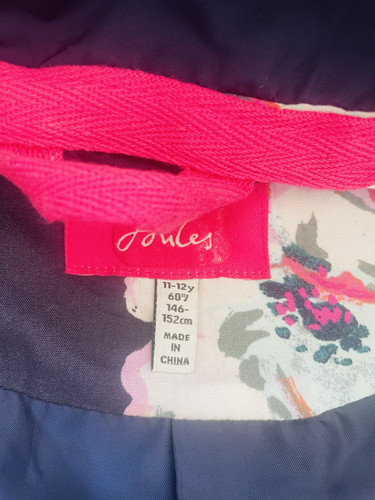 Joules
11-12y
60"/
146-
152cm
MADE
IN
CHINA